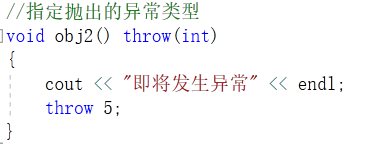 //指定抛出的异常类型
void obj2() throw(int)
{
cout << "即将发生异常" << endl;
throw 5;
}